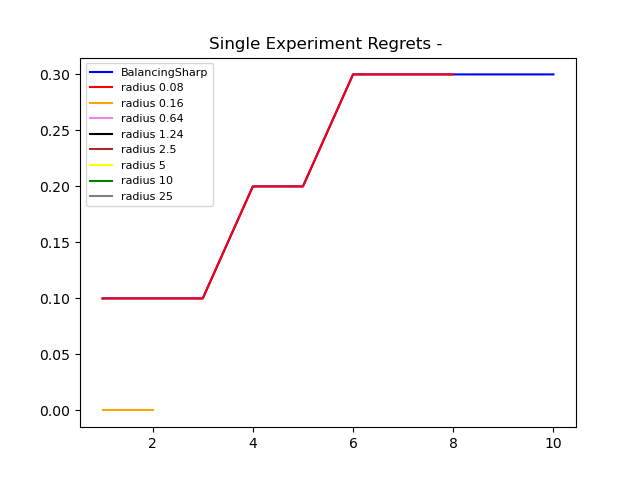 Single Experiment Regrets -
BalancingSharp
radius 0.08
radius 0.16
radius 0.64
radius 1.24
radius 2.5
radius 5
radius 10
radius 25
0.30
0.25
0.20
0.15
0.10
0.05
0.00
2 4 6 8 10